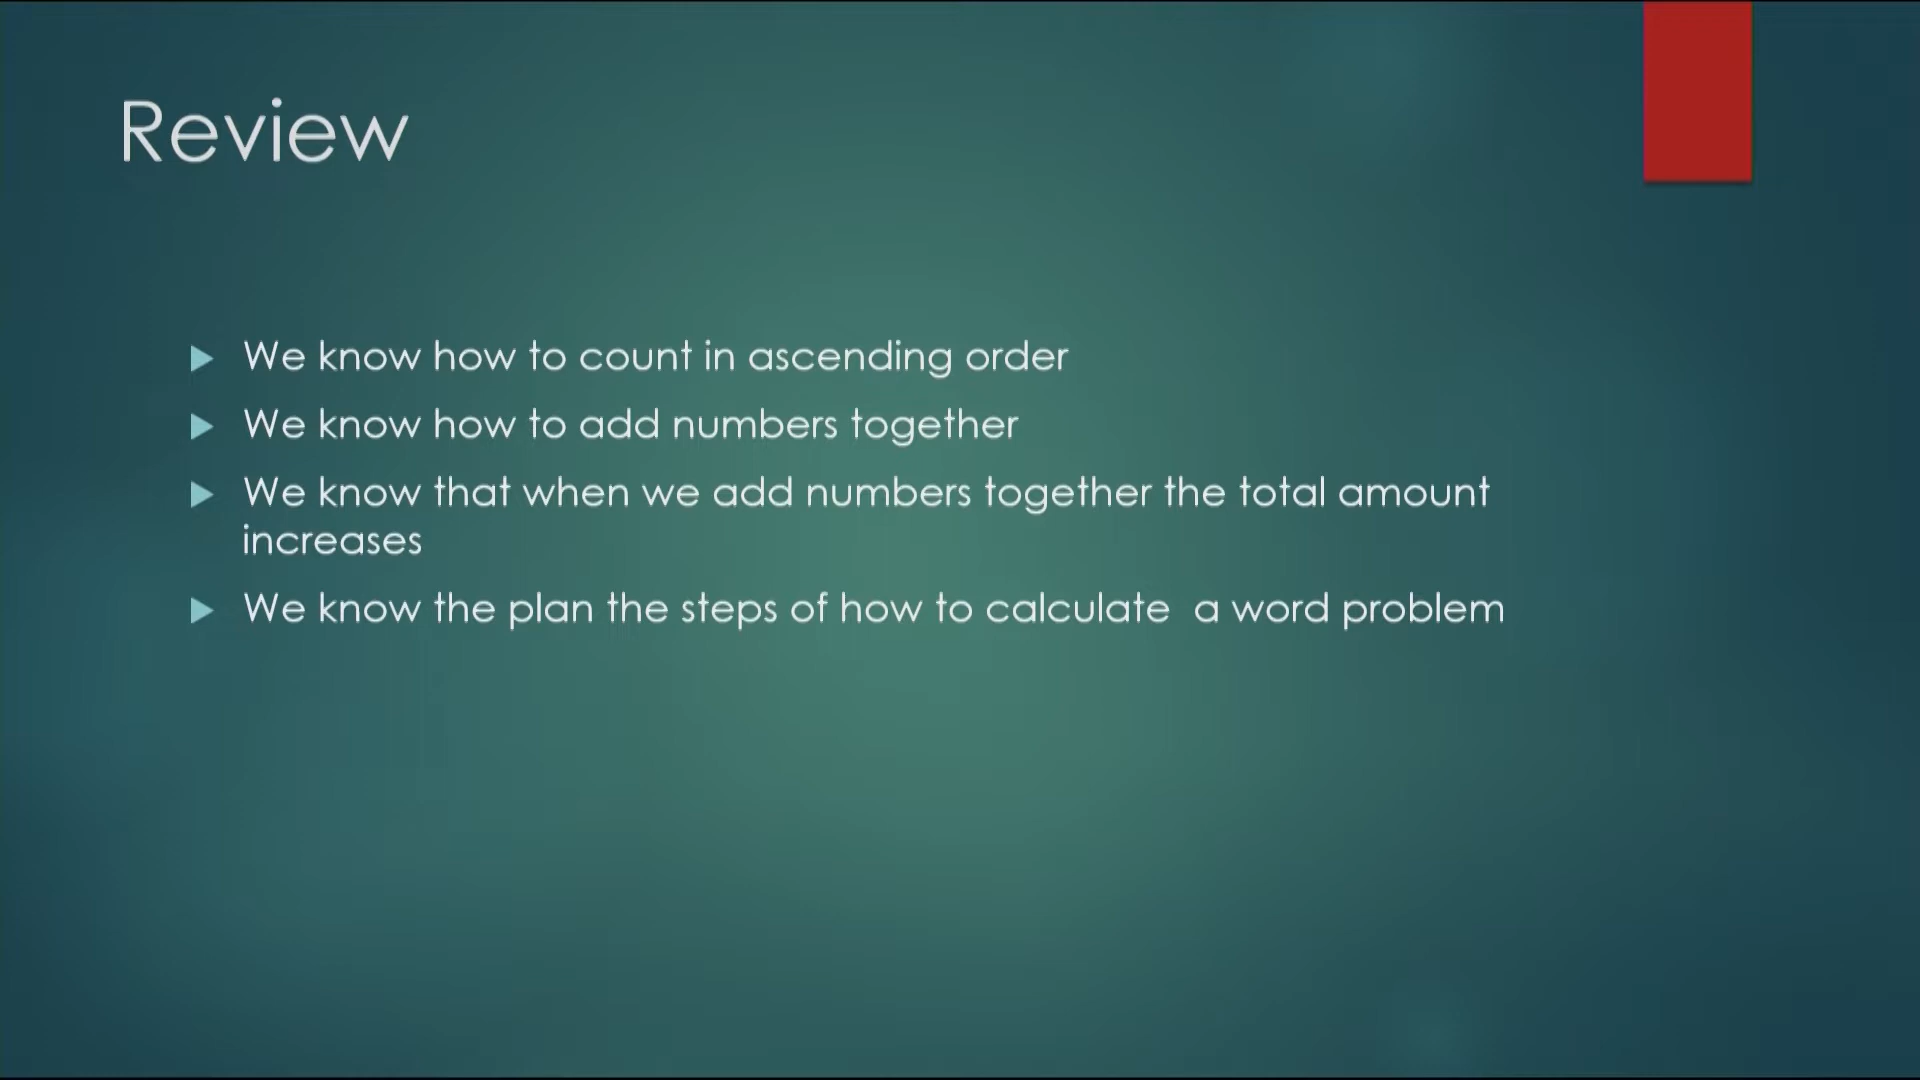 Review
We know how to count in ascending order
We know how to add numbers together
We know that when we add numbers together the total amount
increases
We know the plan the steps of how to calculate  a word problem